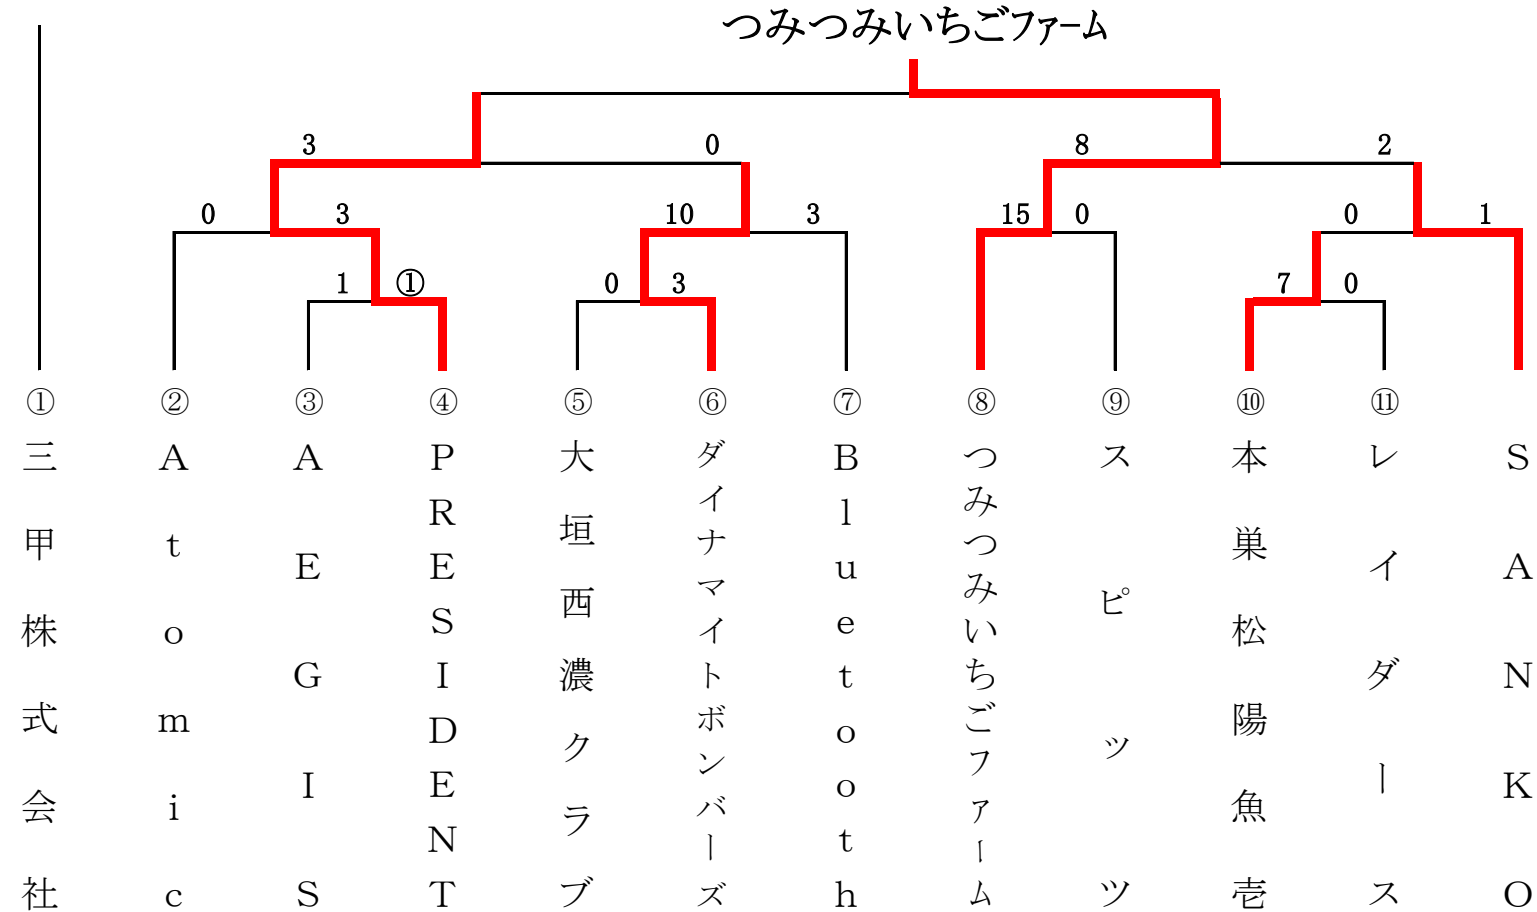 つみつみいちごファーム
3 0 8 2
0 3 10 3 15 0 0 1
1 ① 0 3 7 0
① ② ③ ④ ⑤ ⑥ ⑦ ⑧ ⑨ ⑩ ⑪
三甲株式会社
Atomic
AEGIS
PRESIDENT
大垣西濃クラブ
ダイナマイトボンバーズ
Bluetooth
つみつみいちごファーム
スピッツ
本巣松陽魚壱
レイダース
SANKO